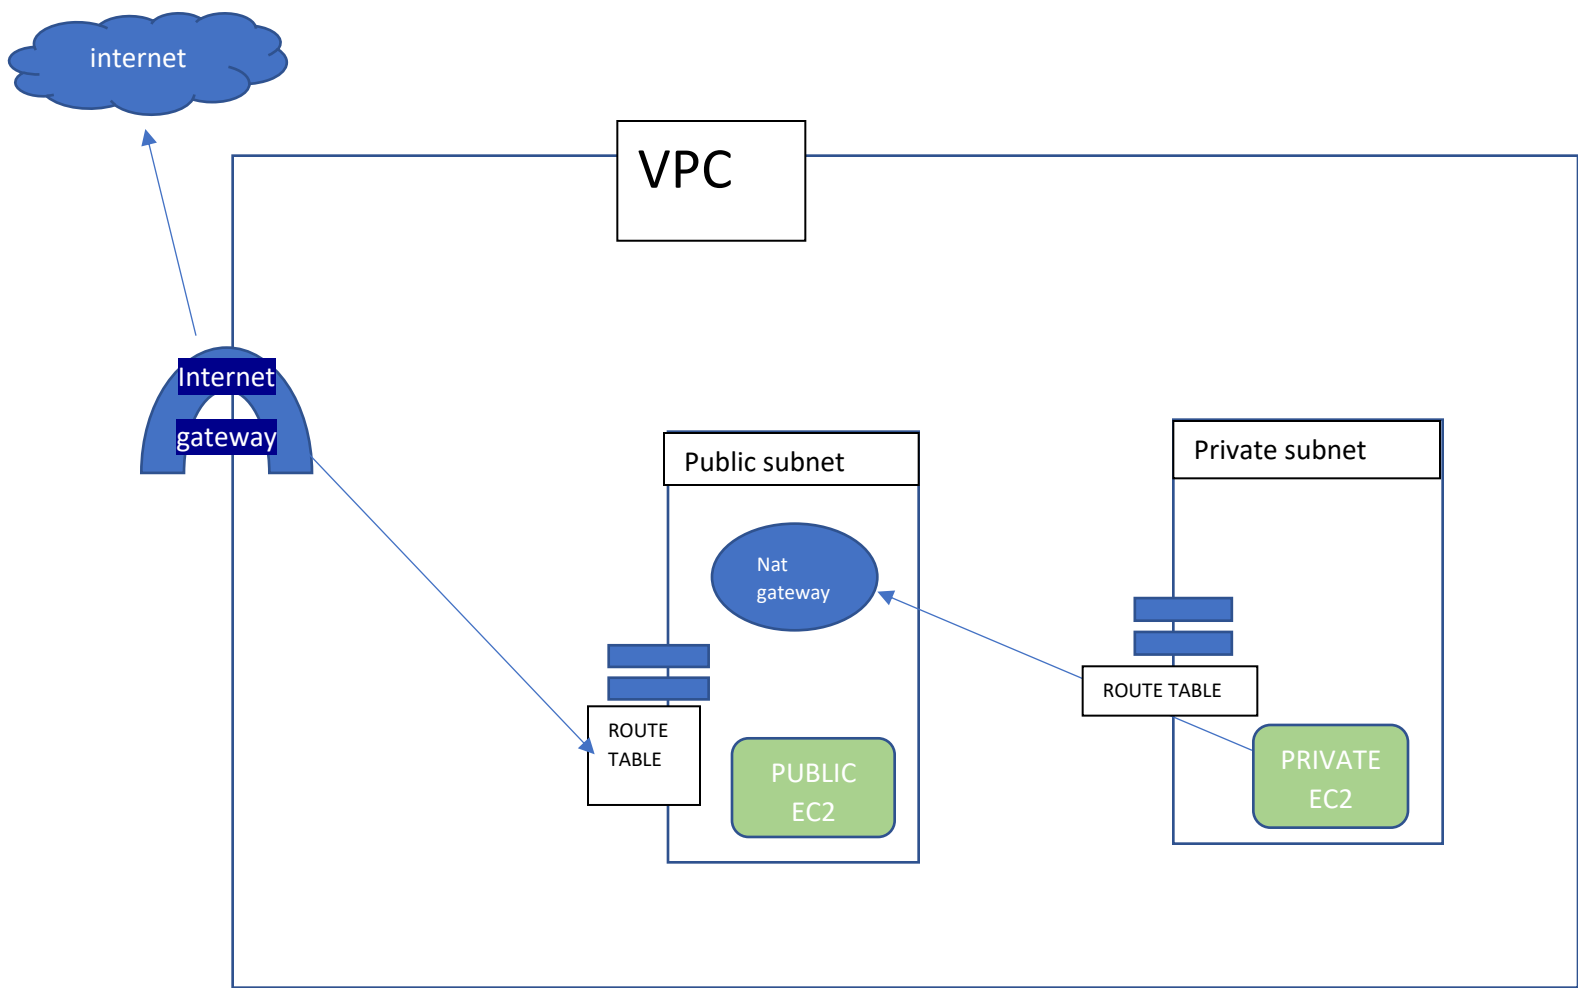 internet
VPC
Internet
gateway
Public subnet
Private subnet
Nat
gateway
ROUTE TABLE
ROUTE
TABLE
PUBLIC
EC2
PRIVATE
EC2